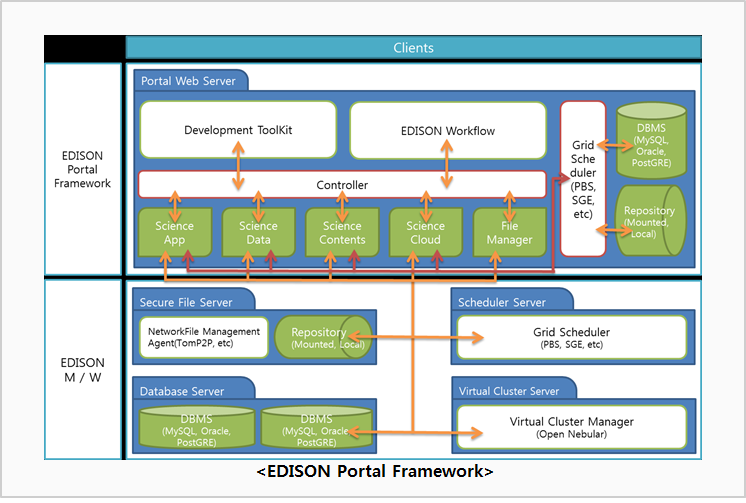 Clients
EDISON
Portal
Framework
Portal Web Server
Development ToolKit
EDISON Workflow
Controller
Science
App
Science
Data
Science
Contents
Science
Cloud
File
Manager
Grid
Sche
duler
(PBS,
SGE,
etc)
DBMS
(MySQL,
Oracle,
PostGRE)
Repository
(Mounted,
Local)
EDISON
M / W
Secure File Server
NetworkFile Management
Agent(TomP2P, etc)
Repository
(Mounted, Local)
Scheduler Server
Grid Scheduler
(PBS, SGE, etc)
Database Server
DBMS
(MySQL, Oracle,
PostGRE)
DBMS
(MySQL, Oracle,
PostGRE)
Virtual Cluster Server
Virtual Cluster Manager
(Open Nebular)
<EDISON Portal Framework>